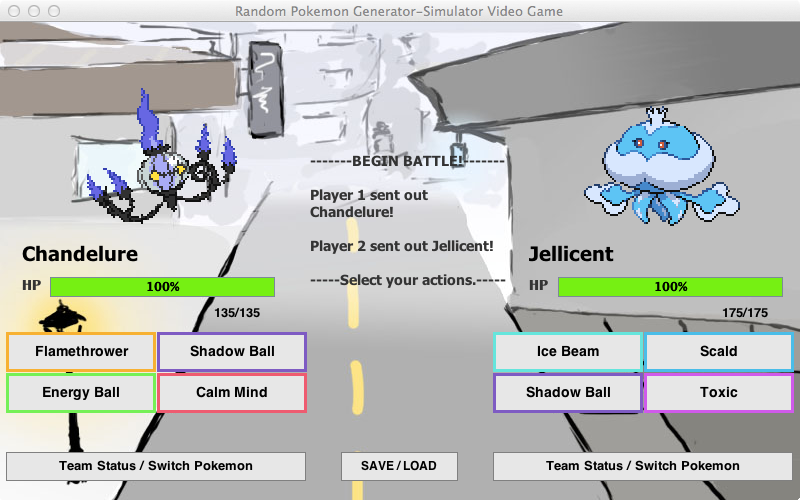 Random Pokemon Generator-Simulator Video Game
-------BEGIN BATTLE!-------
Player 1 sent out
Chandelure!
Player 2 sent out Jellicent!
------Select your actions.------
Chandelure
HP 100%
135/135
Flamethrower
Shadow Ball
Energy Ball
Calm Mind
Jellicent
HP 100%
175/175
Ice Beam
Scald
Shadow Ball
Toxic
Team Status / Switch Pokemon
SAVE / LOAD
Team Status / Switch Pokemon